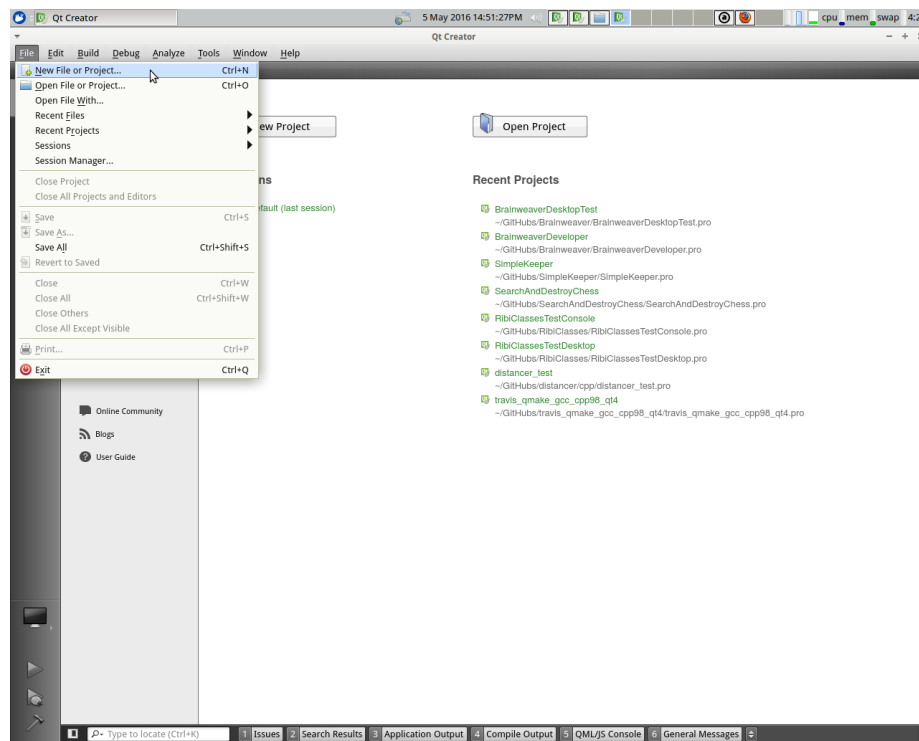 Qt Creator
5 May 2016 14:51:27PM
cpu mem swap 4:2
Qt Creator
File Edit Build Debug Analyze Tools Window Help
New File or Project... Ctrl+N
Open File or Project... Ctrl+O
Open File With...
Recent Files
Recent Projects
Sessions
Session Manager...
Close Project
Close All Projects and Editors
Save Ctrl+S
Save As...
Save All Ctrl+Shift+S
Revert to Saved
Close Ctrl+W
Close All Ctrl+Shift+W
Close Others
Close All Except Visible
Print... Ctrl+P
Exit Ctrl+Q
Online Community
Blogs
User Guide
ew Project
ns
efault (last session)
Open Project
Recent Projects
BrainweaverDesktopTest
~/GitHubs/Brainweaver/BrainweaverDesktopTest.pro
BrainweaverDeveloper
~/GitHubs/Brainweaver/BrainweaverDeveloper.pro
SimpleKeeper
~/GitHubs/SimpleKeeper/SimpleKeeper.pro
SearchAndDestroyChess
~/GitHubs/SearchAndDestroyChess/SearchAndDestroyChess.pro
RibiClassesTestConsole
~/GitHubs/RibiClasses/RibiClassesTestConsole.pro
RibiClassesTestDesktop
~/GitHubs/RibiClasses/RibiClassesTestDesktop.pro
distancer_test
~/GitHubs/distancer/cpp/distancer_test.pro
travis_qmake_gcc_cpp98_qt4
~/GitHubs/travis_qmake_gcc_cpp98_qt4/travis_qmake_gcc_cpp98_qt4.pro
Type to locate (Ctrl+K) 1 Issues 2 Search Results 3 Application Output 4 Compile Output 5 QML/JS Console 6 General Messages